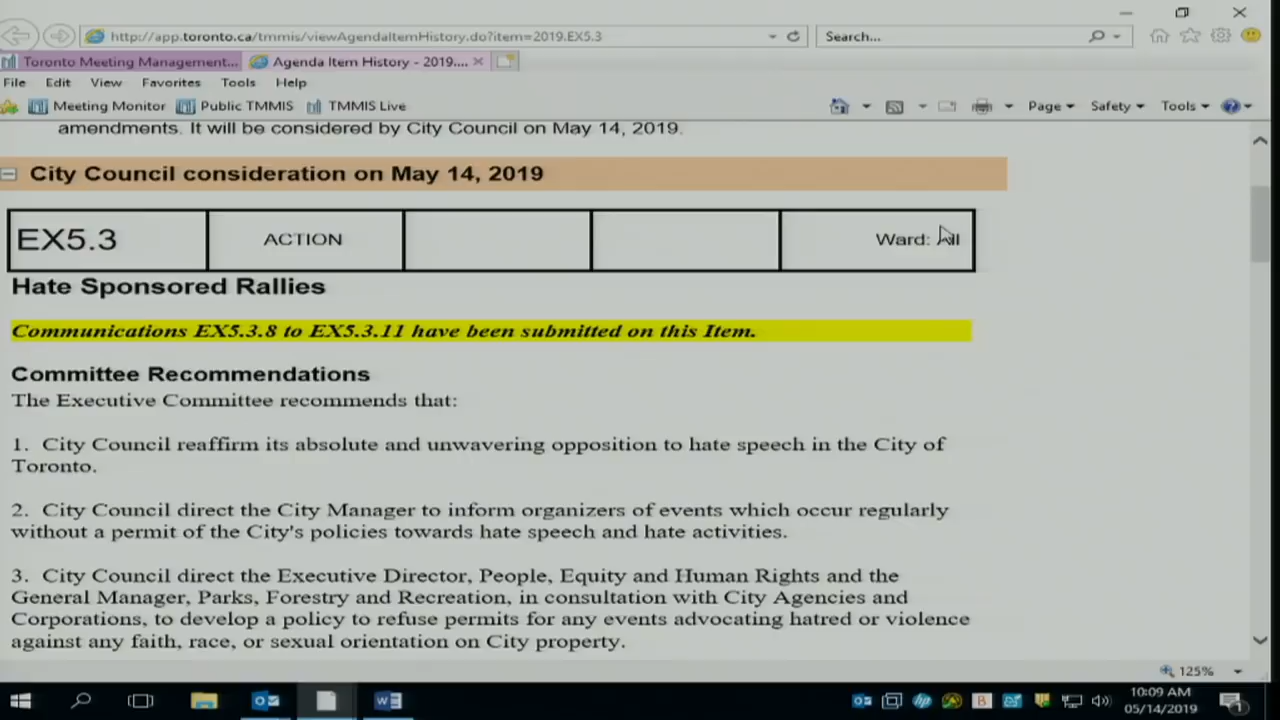 http://app.toronto.ca/tmmis/viewAgendaItemHistory.do?item=2019.EX5.3
Search...
Toronto Meeting Management...
Agenda Item History - 2019....
File Edit View Favorites Tools Help
Meeting Monitor Public TMMIS TMMIS Live
Page Safety Tools
amendments. It will be considered by City Council on May 14, 2019.
City Council consideration on May 14, 2019
EX5.3 ACTION Ward: All
Hate Sponsored Rallies
Communications EX5.3.8 to EX5.3.11 have been submitted on this Item.
Committee Recommendations
The Executive Committee recommends that:
1. City Council reaffirm its absolute and unwavering opposition to hate speech in the City of
Toronto.
2. City Council direct the City Manager to inform organizers of events which occur regularly
without a permit of the City's policies towards hate speech and hate activities.
3. City Council direct the Executive Director, People, Equity and Human Rights and the
General Manager, Parks, Forestry and Recreation, in consultation with City Agencies and
Corporations, to develop a policy to refuse permits for any events advocating hatred or violence
against any faith, race, or sexual orientation on City property.
125%
10:09 AM
05/14/2019